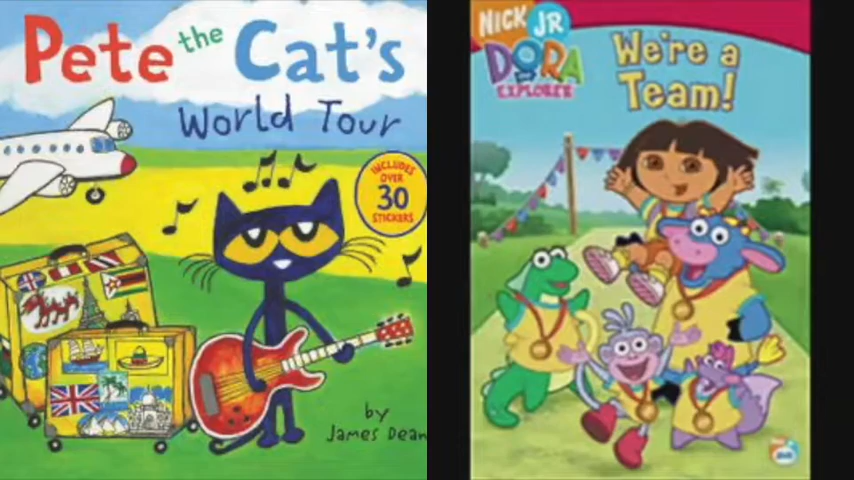 Pete the Cat's
World Tour
INCLUDES
OVER
30
STICKERS
by
James Dean
NICK JR
DORA
the
EXPLORER
We're a
Team!